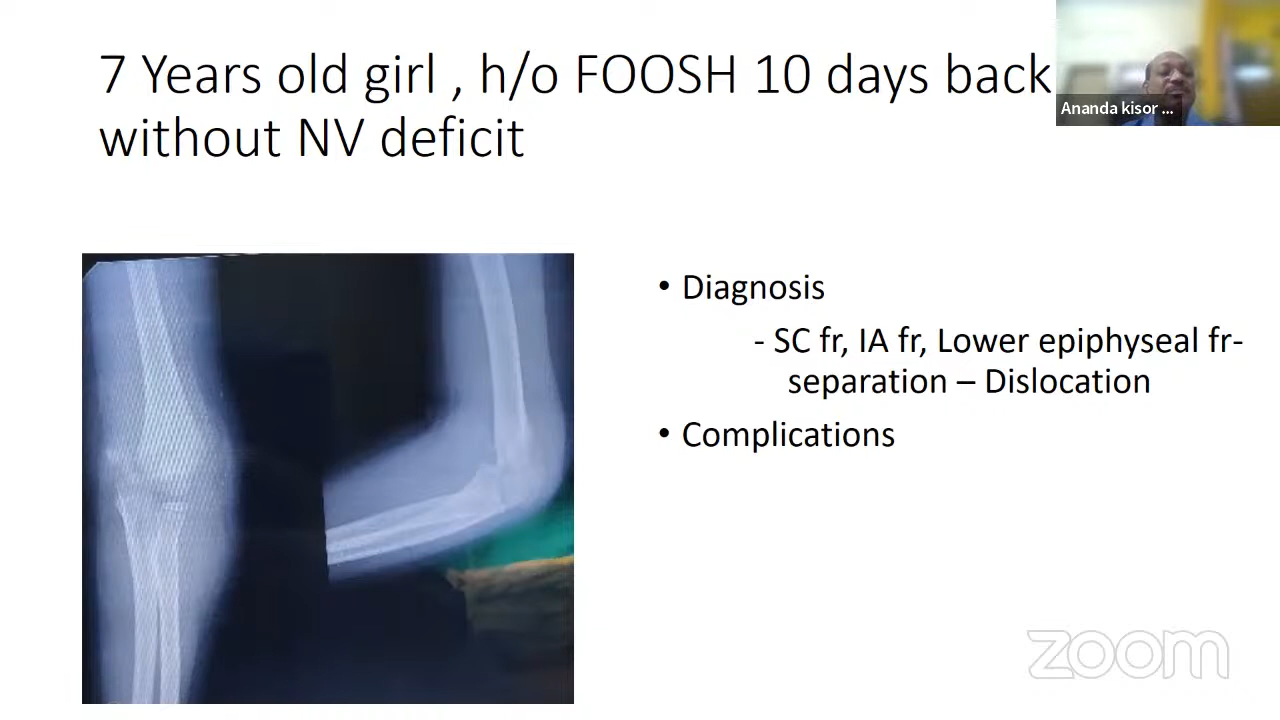 7 Years old girl , h/o FOOSH 10 days back
without NV deficit
Ananda kisor ...
• Diagnosis
- SC fr, IA fr, Lower epiphyseal fr-
separation – Dislocation
• Complications
zoom